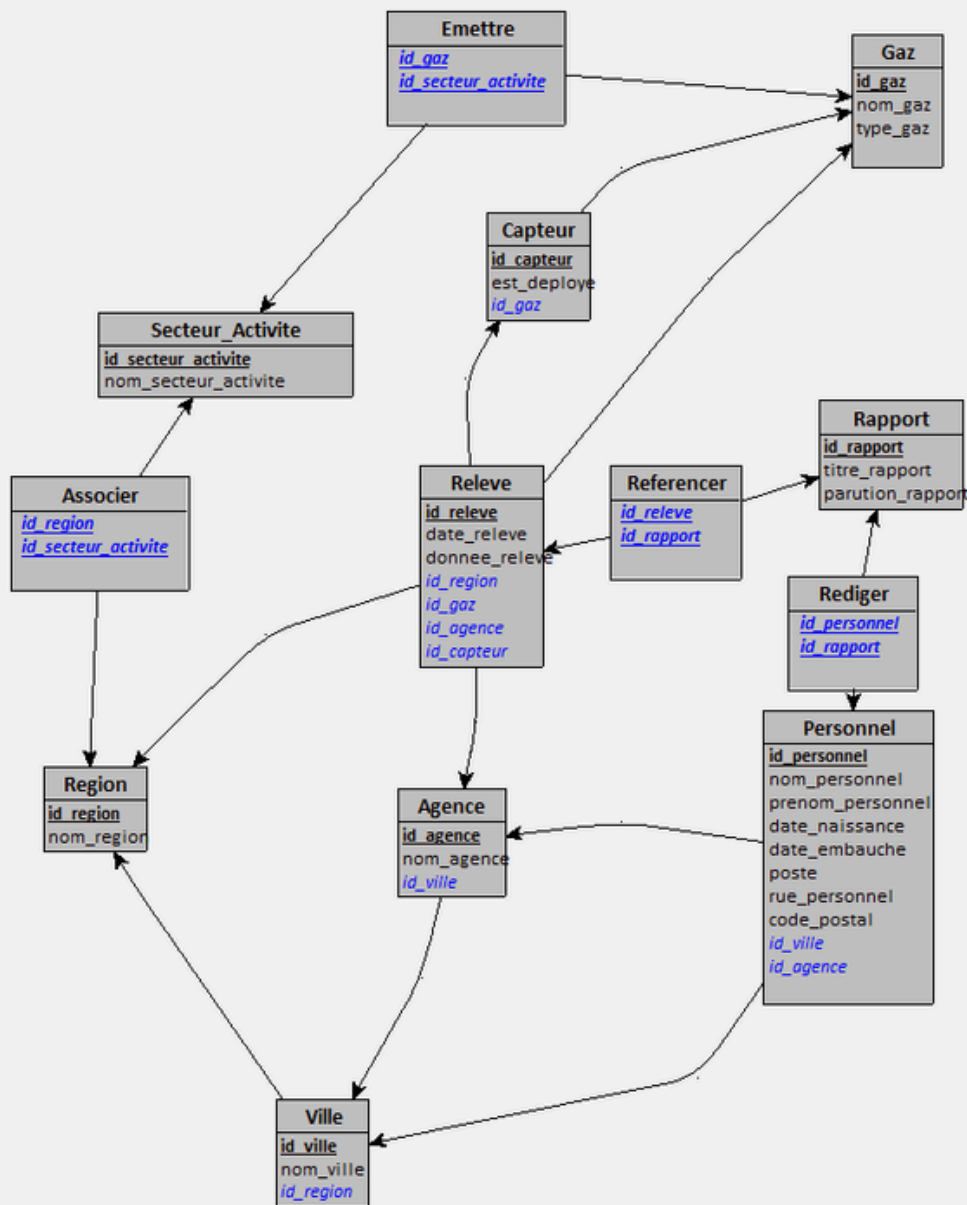 Emettre
id_gaz
id_secteur_activite
Gaz
id_gaz
nom_gaz
type_gaz
Capteur
id_capteur
est_deploye
id_gaz
Secteur_Activite
id_secteur_activite
nom_secteur_activite
Rapport
id_rapport
titre_rapport
parution_rapport
Associer
id_region
id_secteur_activite
Releve
id_releve
date_releve
donnee_releve
id_region
id_gaz
id_agence
id_capteur
Referencer
id_releve
id_rapport
Rediger
id_personnel
id_rapport
Personnel
id_personnel
nom_personnel
prenom_personnel
date_naissance
date_embauche
poste
rue_personnel
code_postal
id_ville
id_agence
Region
id_region
nom_region
Agence
id_agence
nom_agence
id_ville
Ville
id_ville
nom_ville
id_region